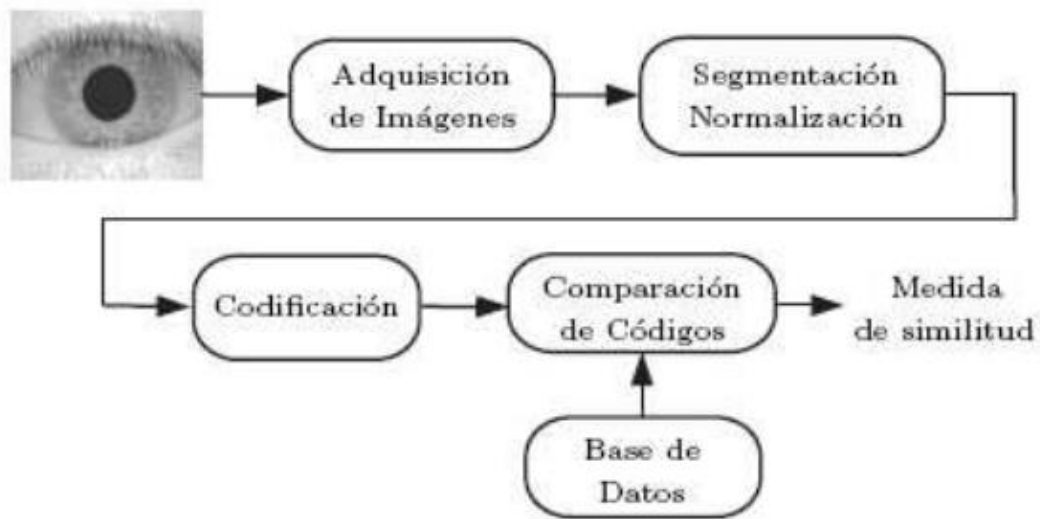 Adquisición
de Imágenes
Segmentación
Normalización
Codificación
Comparación
de Códigos
Medida
de similitud
Base de
Datos